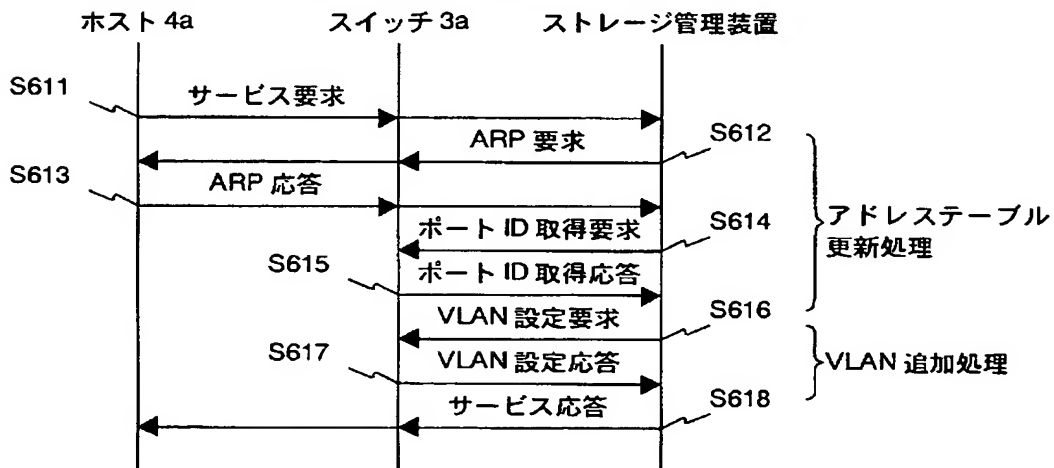 ホスト 4a
スイッチ 3a
ストレージ管理装置
S611
サービス要求
ARP 要求
S612
S613
ARP 応答
ポート ID 取得要求
S614
アドレステーブル
更新処理
S615
ポート ID 取得応答
VLAN 設定要求
S616
S617
VLAN 設定応答
VLAN 追加処理
サービス応答
S618